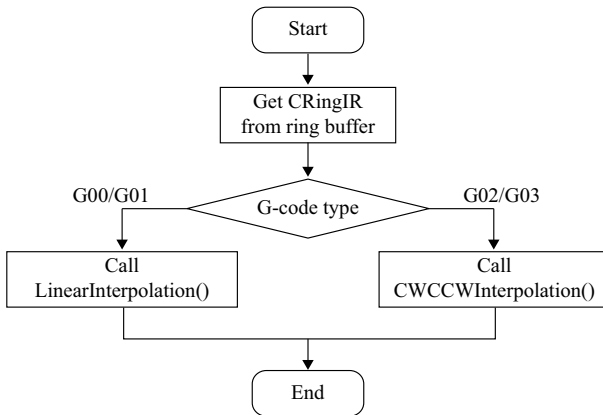 Start
Get CRingIR
from ring buffer
G00/G01
G-code type
G02/G03
Call
LinearInterpolation()
Call
CWCCWInterpolation()
End